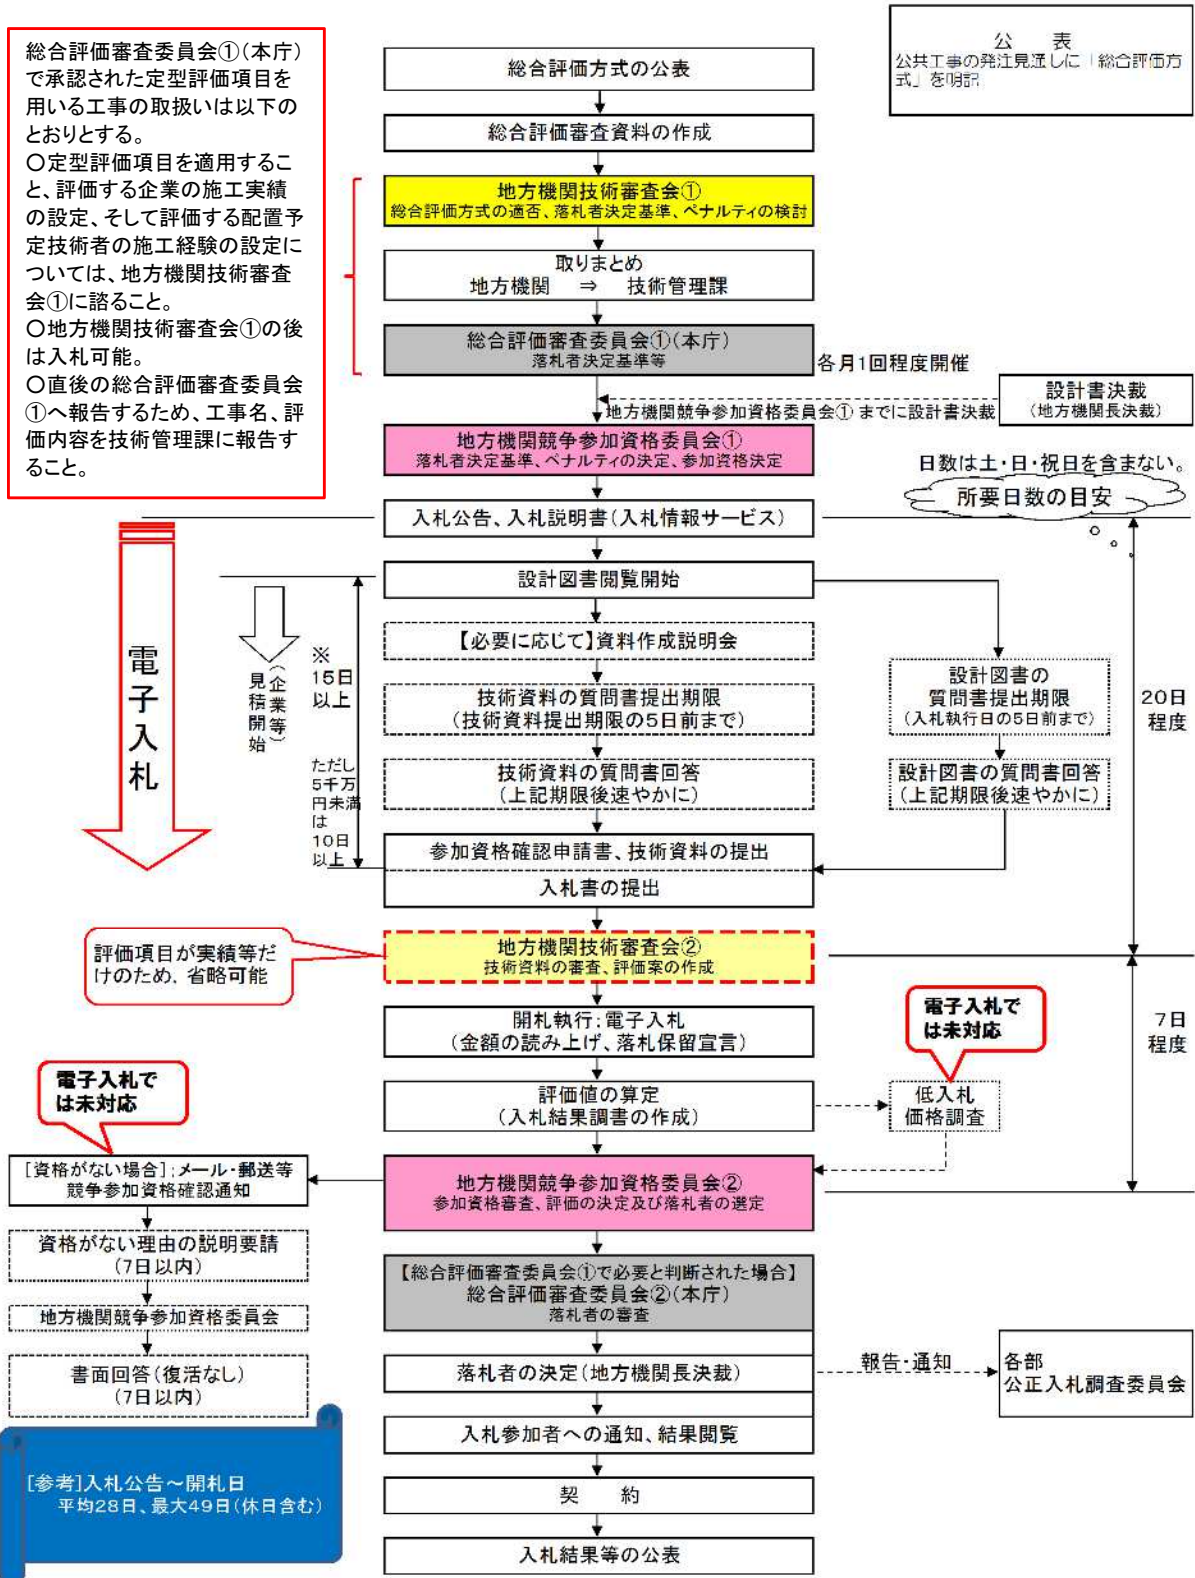 公　表
公共工事の発注見通しに「総合評価方
式」を明記
総合評価審査委員会①(本庁)
で承認された定型評価項目を
用いる工事の取扱いは以下の
とおりとする。
〇定型評価項目を適用するこ
と、評価する企業の施工実績
の設定、そして評価する配置予
定技術者の施工経験の設定に
ついては、地方機関技術審査
会①に諮ること。
〇地方機関技術審査会①の後
は入札可能。
〇直後の総合評価審査委員会
①へ報告するため、工事名、評
価内容を技術管理課に報告す
ること。
総合評価方式の公表
総合評価審査資料の作成
地方機関技術審査会①
総合評価方式の適否、落札者決定基準、ペナルティの検討
取りまとめ
地方機関　⇒　技術管理課
総合評価審査委員会①(本庁)
落札者決定基準等
各月1回程度開催
設計書決裁
(地方機関長決裁)
地方機関競争参加資格委員会① までに設計書決裁
地方機関競争参加資格委員会①
落札者決定基準、ペナルティの決定、参加資格決定
日数は土・日・祝日を含まない。
所要日数の目安
入札公告、入札説明書(入札情報サービス)
設計図書閲覧開始
電子入札
見積開始
(企業等)
※
15日
以上
ただし
5千万
円未満
は
10日
以上
【必要に応じて】資料作成説明会
技術資料の質問書提出期限
(技術資料提出期限の5日前まで)
技術資料の質問書回答
(上記期限後速やかに)
設計図書の
質問書提出期限
(入札執行日の5日前まで)
設計図書の質問書回答
(上記期限後速やかに)
20日
程度
参加資格確認申請書、技術資料の提出
入札書の提出
評価項目が実績等だ
けのため、省略可能
地方機関技術審査会②
技術資料の審査、評価案の作成
開札執行:電子入札
(金額の読み上げ、落札保留宣言)
電子入札で
は未対応
7日
程度
評価値の算定
(入札結果調書の作成)
低入札
価格調査
電子入札で
は未対応
[資格がない場合]:メール・郵送等
競争参加資格確認通知
地方機関競争参加資格委員会②
参加資格審査、評価の決定及び落札者の選定
資格がない理由の説明要請
(7日以内)
地方機関競争参加資格委員会
書面回答(復活なし)
(7日以内)
【総合評価審査委員会①で必要と判断された場合】
総合評価審査委員会②(本庁)
落札者の審査
落札者の決定(地方機関長決裁)
報告・通知
各部
公正入札調査委員会
入札参加者への通知、結果閲覧
[参考]入札公告～開札日
平均28日、最大49日(休日含む)
契　約
入札結果等の公表